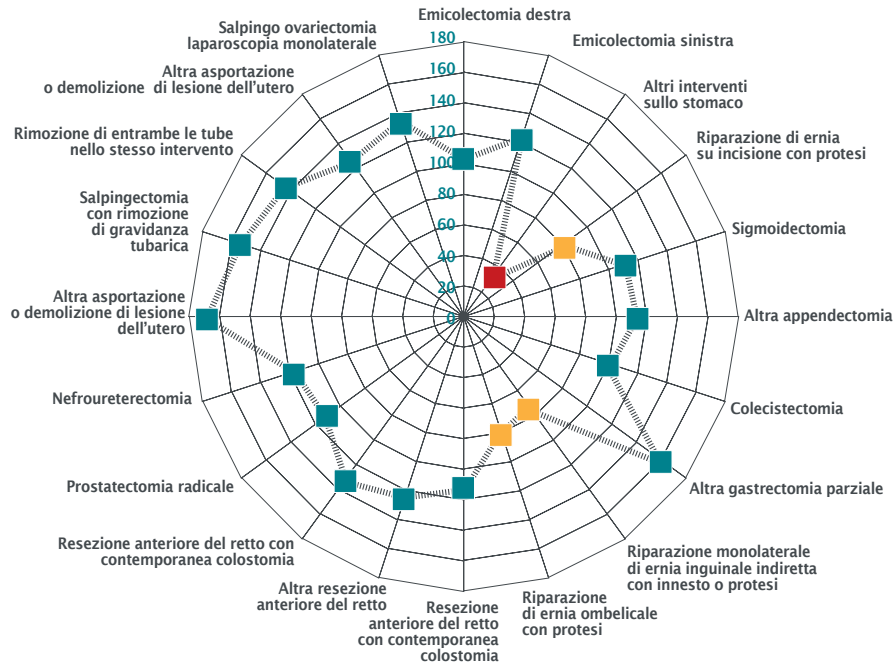 Emicolectomia destra
Emicolectomia sinistra
Altri interventi
sullo stomaco
Riparazione di ernia
su incisione con protesi
Sigmoidectomia
Altra appendectomia
Colecistectomia
Altra gastrectomia parziale
Riparazione monolaterale
di ernia inguinale indiretta
con innesto o protesi
Riparazione
di ernia ombelicale
con protesi
Resezione
anteriore del retto
con contemporanea
colostomia
Altra resezione
anteriore del retto
Resezione anteriore del retto con
contemporanea colostomia
Prostatectomia radicale
Nefroureterectomia
Altra asportazione
o demolizione di lesione
dell'utero
Salpingectomia
con rimozione
di gravidanza
tubarica
Rimozione di entrambe le tube
nello stesso intervento
Altra asportazione
o demolizione di lesione dell'utero
Salpingo ovariectomia
laparoscopia monolaterale
180
160
140
120
100
80
60
40
20
0